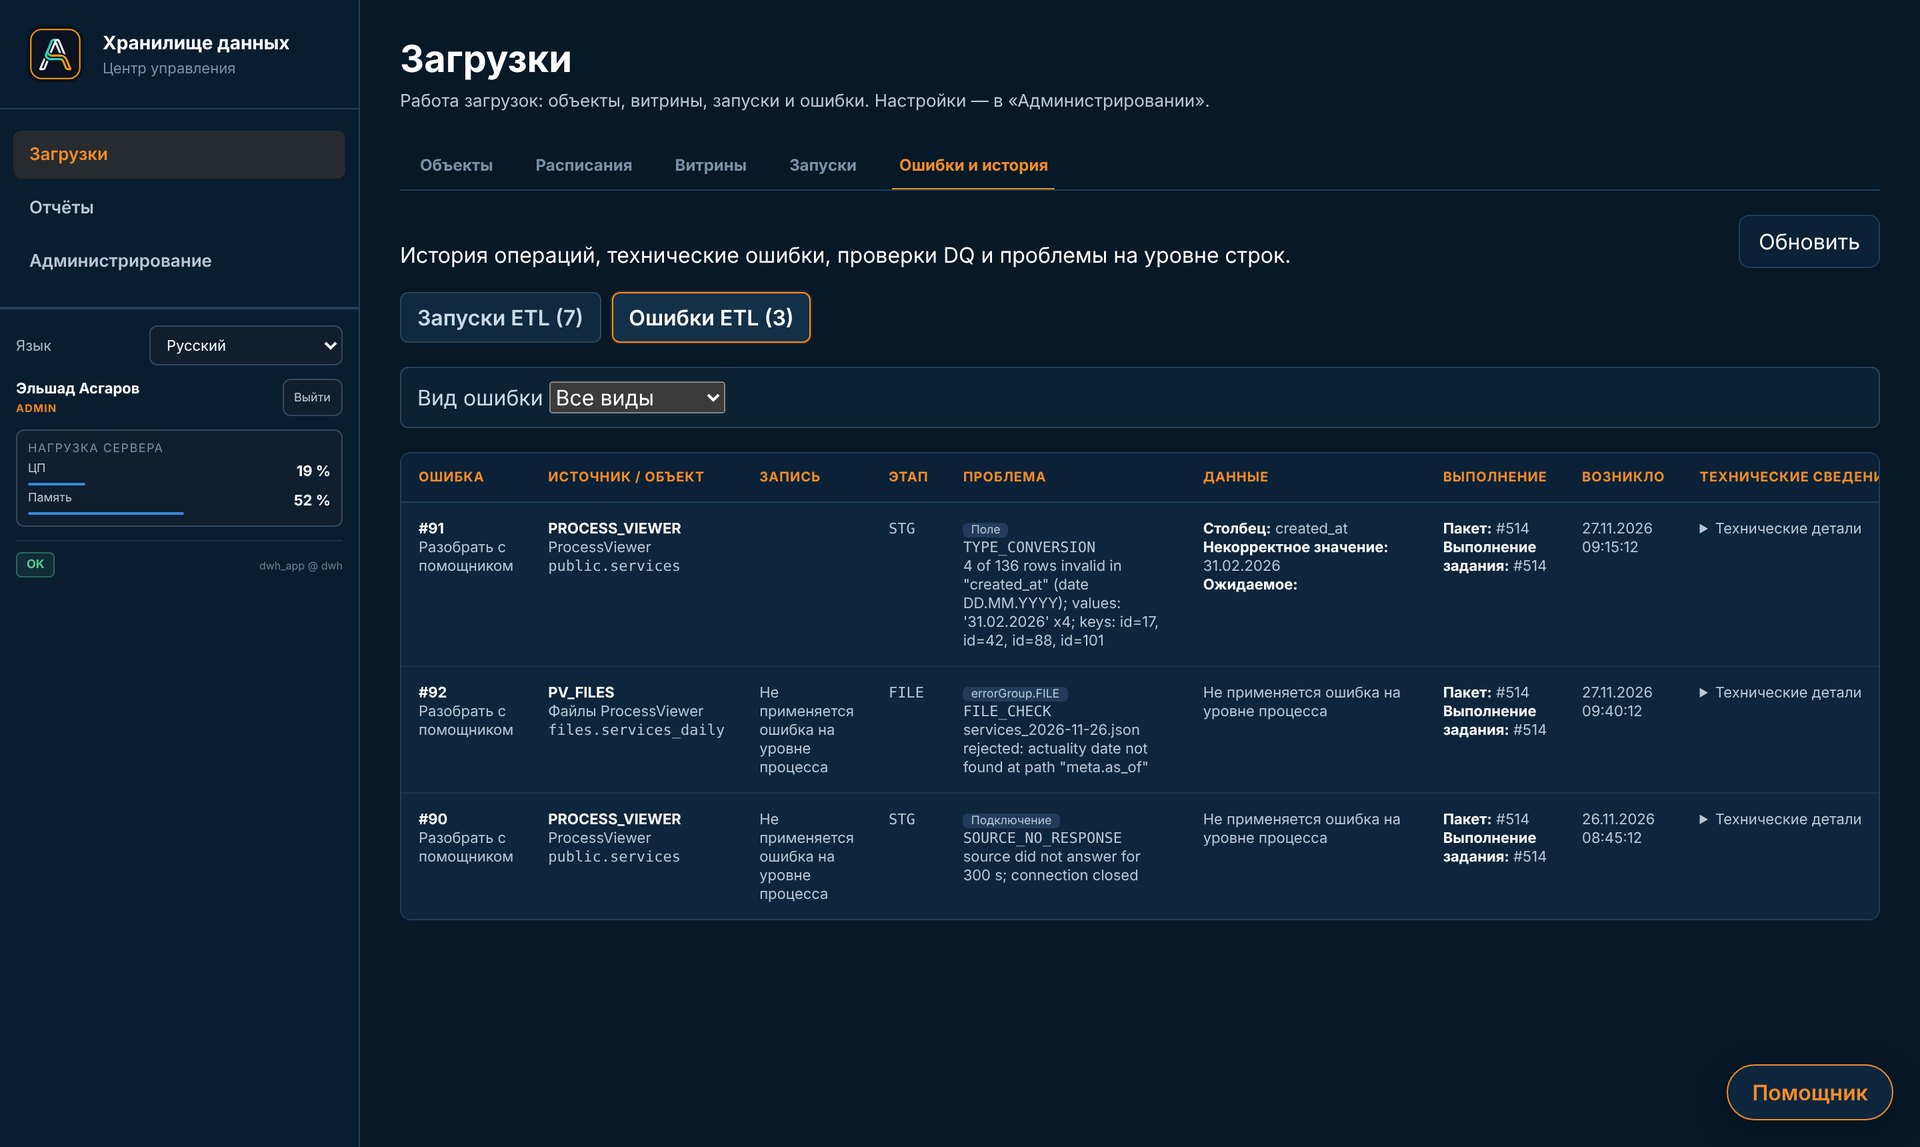 Хранилище данных
Центр управления
Загрузки
Отчёты
Администрирование
Язык
Русский
Эльшад Асгаров
ADMIN
Выйти
НАГРУЗКА СЕРВЕРА
ЦП
19 %
Память
52 %
OK
dwh_app @ dwh
Загрузки
Работа загрузок: объекты, витрины, запуски и ошибки. Настройки — в «Администрировании».
Объекты
Расписания
Витрины
Запуски
Ошибки и история
История операций, технические ошибки, проверки DQ и проблемы на уровне строк.
Обновить
Запуски ETL (7)
Ошибки ETL (3)
Вид ошибки
Все виды
ОШИБКА
ИСТОЧНИК / ОБЪЕКТ
ЗАПИСЬ
ЭТАП
ПРОБЛЕМА
ДАННЫЕ
ВЫПОЛНЕНИЕ
ВОЗНИКЛО
ТЕХНИЧЕСКИЕ СВЕДЕНИ
#91
Разобрать с
помощником
PROCESS_VIEWER
ProcessViewer
public.services
STG
Поле
TYPE_CONVERSION
4 of 136 rows invalid in
"created_at" (date
DD.MM.YYYY); values:
'31.02.2026' x4; keys: id=17,
id=42, id=88, id=101
Столбец: created_at
Некорректное значение:
31.02.2026
Ожидаемое:
Пакет: #514
Выполнение
задания: #514
27.11.2026
09:15:12
Технические детали
#92
Разобрать с
помощником
PV_FILES
Файлы ProcessViewer
files.services_daily
Не
применяется
ошибка на
уровне
процесса
FILE
errorGroup.FILE
FILE_CHECK
services_2026-11-26.json
rejected: actuality date not
found at path "meta.as_of"
Не применяется ошибка на
уровне процесса
Пакет: #514
Выполнение
задания: #514
27.11.2026
09:40:12
Технические детали
#90
Разобрать с
помощником
PROCESS_VIEWER
ProcessViewer
public.services
Не
применяется
ошибка на
уровне
процесса
STG
Подключение
SOURCE_NO_RESPONSE
source did not answer for
300 s; connection closed
Не применяется ошибка на
уровне процесса
Пакет: #514
Выполнение
задания: #514
26.11.2026
08:45:12
Технические детали
Помощник